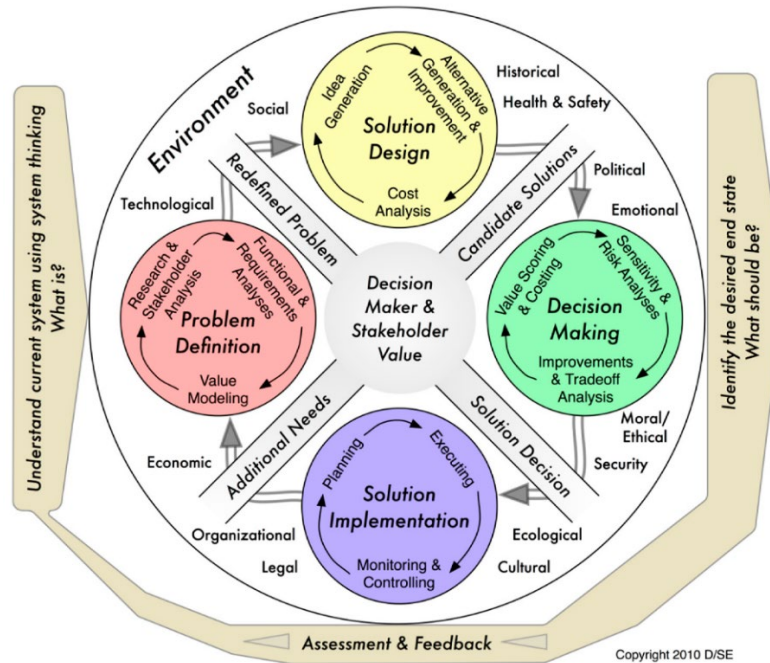 Environment
Historical
Health & Safety
Social
Idea
Generation
Alternative
Generation &
Improvement
Solution
Design
Cost
Analysis
Political
Emotional
Technological
Redefined Problem
Candidate Solutions
Understand current system using system thinking
What is?
Identify the desired end state
What should be?
Research &
Stakeholder
Analysis
Functional &
Requirements
Analyses
Problem
Definition
Value
Modeling
Decision
Maker &
Stakeholder
Value
Value Scoring
& Costing
Sensitivity &
Risk Analyses
Decision
Making
Improvements
& Tradeoff
Analysis
Additional Needs
Solution Decision
Moral/
Ethical
Security
Economic
Planning
Executing
Solution
Implementation
Monitoring &
Controlling
Organizational
Legal
Ecological
Cultural
Assessment & Feedback
Copyright 2010 D/SE